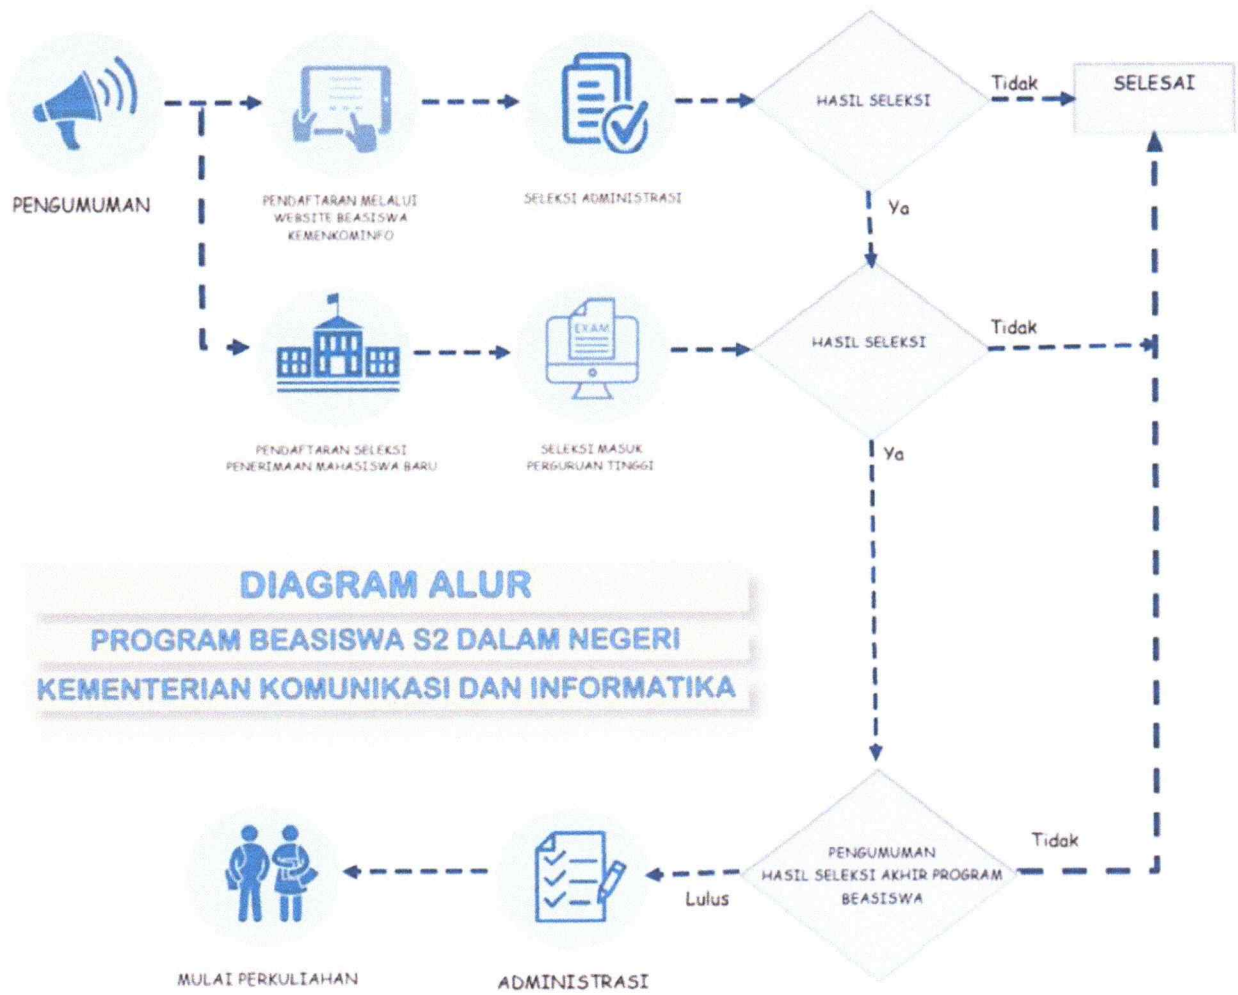 PENGUMUMAN
PENDAFTARAN MELALUI
WEBSITE BEASISWA
KEMENKOMINFO
SELEKSI ADMINISTRASI
HASIL SELEKSI
Tidak
SELESAI
Ya
PENDAFTARAN SELEKSI
PENERIMAAN MAHASISWA BARU
EXAM
SELEKSI MASUK
PERGURUAN TINGGI
HASIL SELEKSI
Tidak
Ya
DIAGRAM ALUR
PROGRAM BEASISWA S2 DALAM NEGERI
KEMENTERIAN KOMUNIKASI DAN INFORMATIKA
PENGUMUMAN
HASIL SELEKSI AKHIR PROGRAM
BEASISWA
Tidak
Lulus
ADMINISTRASI
MULAI PERKULIAHAN